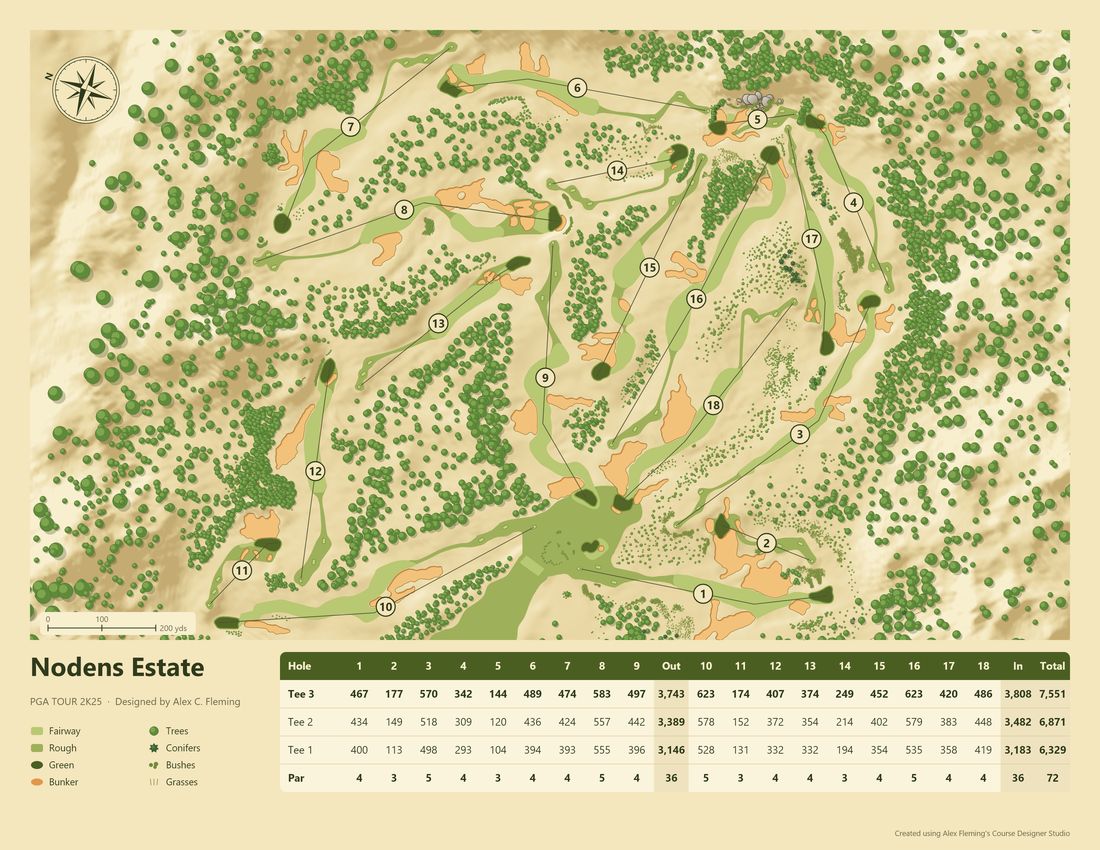 N
7
6
5
14
8
4
17
15
16
13
9
18
3
12
2
11
1
10
0 100 200 yds
Nodens Estate
PGA TOUR 2K25 · Designed by Alex C. Fleming
Fairway Trees
Rough Conifers
Green Bushes
Bunker Grasses
Hole 1 2 3 4 5 6 7 8 9 Out 10 11 12 13 14 15 16 17 18 In Total
Tee 3 467 177 570 342 144 489 474 583 497 3,743 623 174 407 374 249 452 623 420 486 3,808 7,551
Tee 2 434 149 518 309 120 436 424 557 442 3,389 578 152 372 354 214 402 579 383 448 3,482 6,871
Tee 1 400 113 498 293 104 394 393 555 396 3,146 528 131 332 332 194 354 535 358 419 3,183 6,329
Par 4 3 5 4 3 4 4 5 4 36 5 3 4 4 3 4 5 4 4 36 72
Created using Alex Fleming's Course Designer Studio